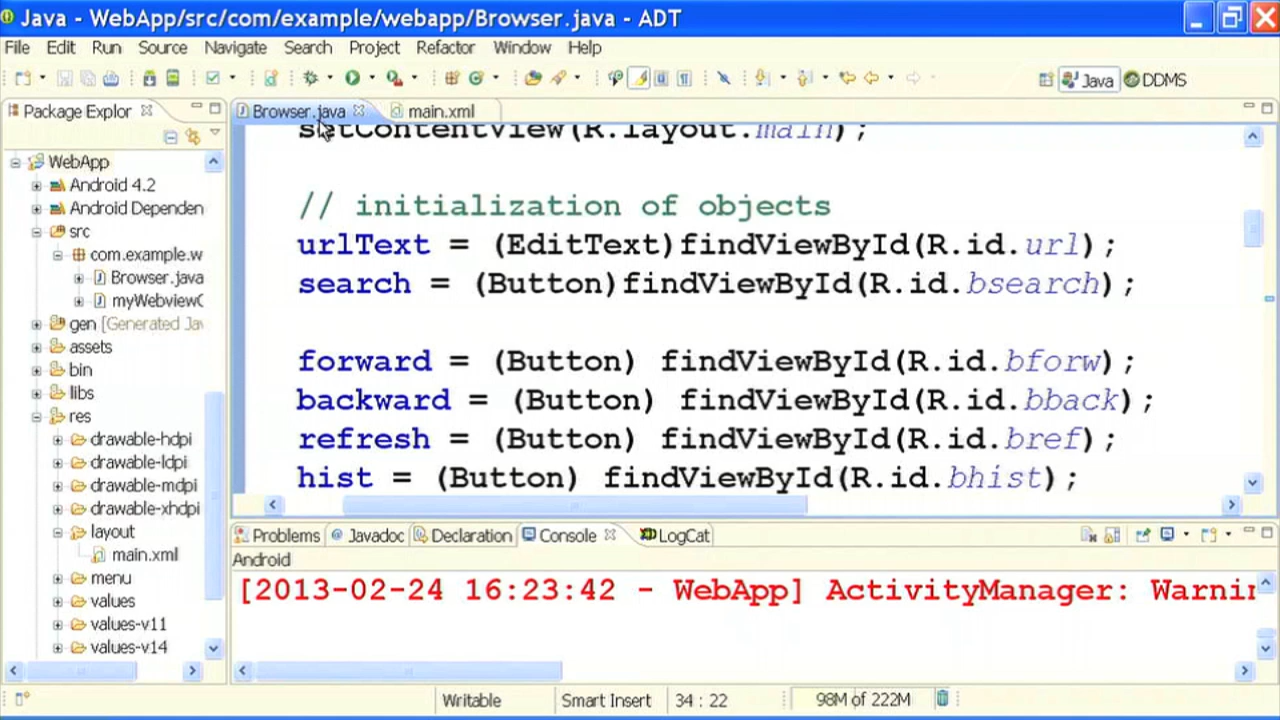 Java - WebApp/src/com/example/webapp/Browser.java - ADT
File Edit Run Source Navigate Search Project Refactor Window Help
Java DDMS
Package Explor Browser.java main.xml
WebApp
Android 4.2
Android Dependen
src
com.example.w
Browser.java
myWebviewC
gen [Generated Jav
assets
bin
libs
res
drawable-hdpi
drawable-ldpi
drawable-mdpi
drawable-xhdpi
layout
main.xml
menu
values
values-v11
values-v14
setContentView(R.layout.main);
// initialization of objects
urlText = (EditText)findViewById(R.id.url);
search = (Button)findViewById(R.id.bsearch);
forward = (Button) findViewById(R.id.bforw);
backward = (Button) findViewById(R.id.bback);
refresh = (Button) findViewById(R.id.bref);
hist = (Button) findViewById(R.id.bhist);
Problems @ Javadoc Declaration Console LogCat
Android
[2013-02-24 16:23:42 - WebApp] ActivityManager: Warnin
Writable Smart Insert 34 : 22 98M of 222M